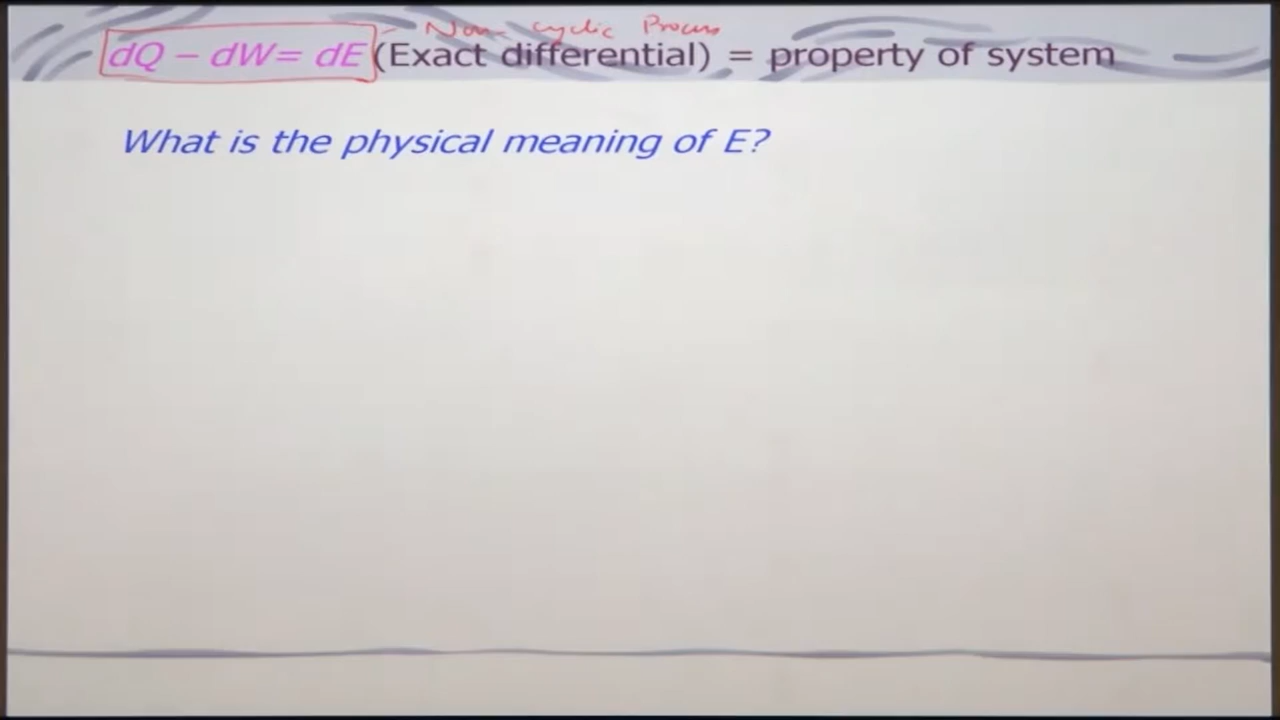 Non-cyclic Process
dQ – dW= dE (Exact differential) = property of system
What is the physical meaning of E?